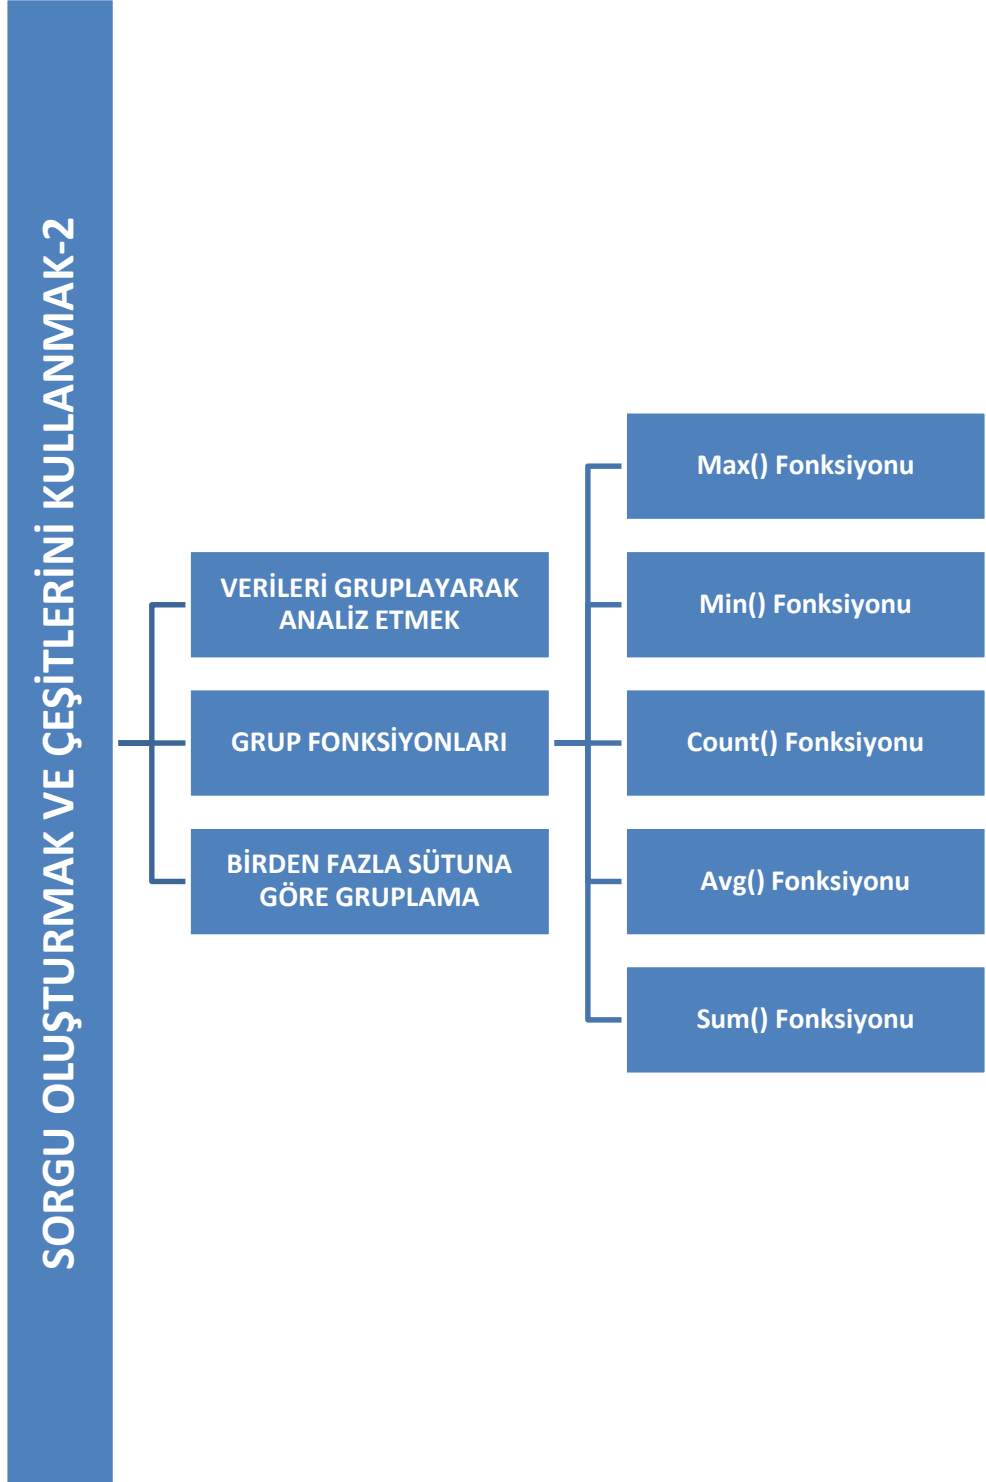 SORGU OLUŞTURMAK VE ÇEŞİTLERİNİ KULLANMAK-2
VERİLERİ GRUPLAYARAK
ANALİZ ETMEK
GRUP FONKSİYONLARI
BİRDEN FAZLA SÜTUNA
GÖRE GRUPLAMA
Max() Fonksiyonu
Min() Fonksiyonu
Count() Fonksiyonu
Avg() Fonksiyonu
Sum() Fonksiyonu